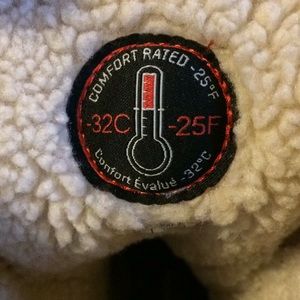 COMFORT RATED -25°F
-32C -25F
Confort Évalué -32°C